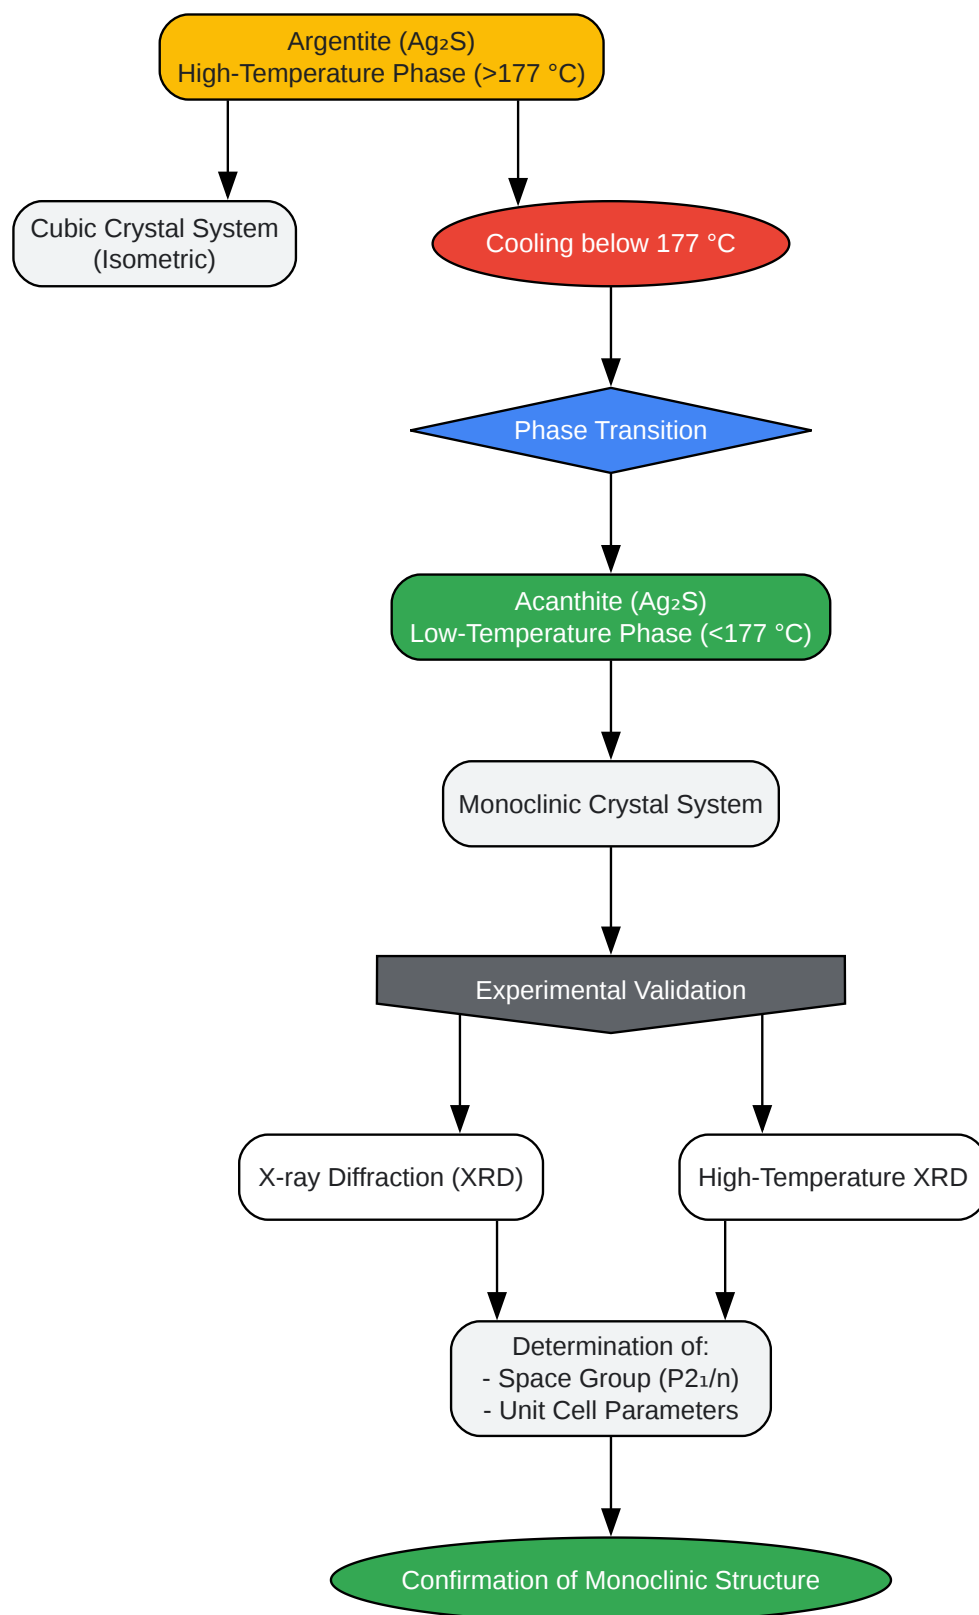 Argentite (Ag₂S)
High-Temperature Phase (>177 °C)
Cubic Crystal System
(Isometric)
Cooling below 177 °C
Phase Transition
Acanthite (Ag₂S)
Low-Temperature Phase (<177 °C)
Monoclinic Crystal System
Experimental Validation
X-ray Diffraction (XRD)
High-Temperature XRD
Determination of:
- Space Group (P2₁/n)
- Unit Cell Parameters
Confirmation of Monoclinic Structure